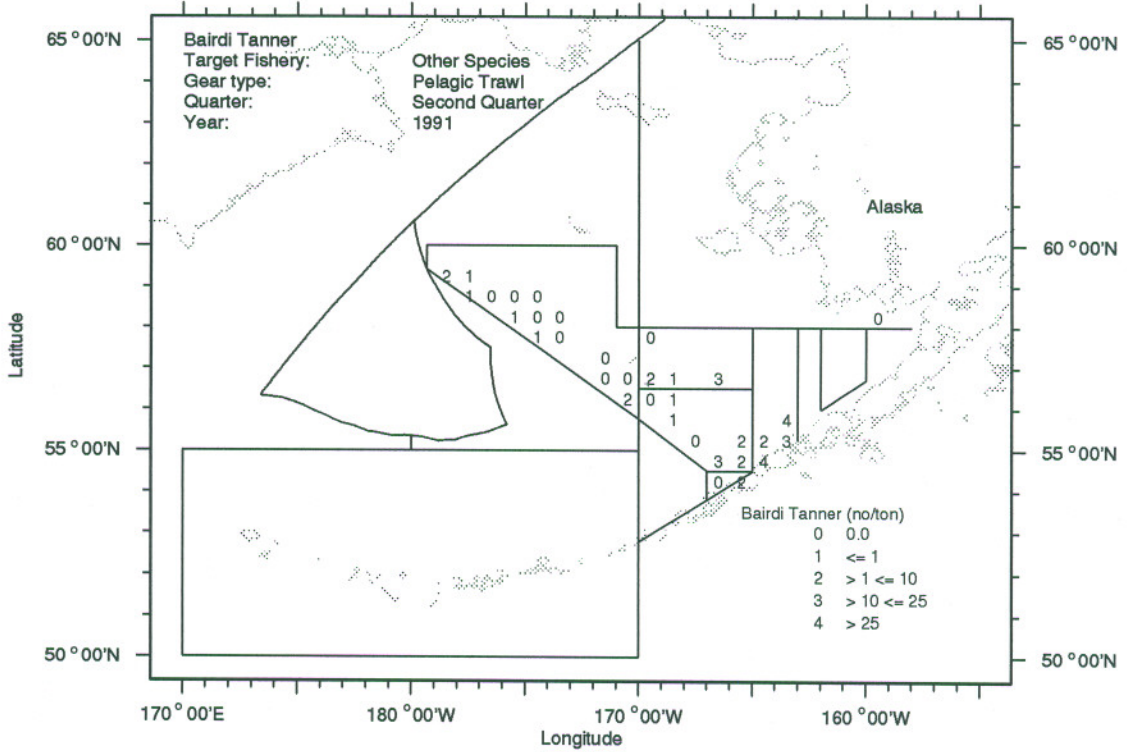 65 °00'N
65 °00'N
Bairdi Tanner
Target Fishery: Other Species
Gear type: Pelagic Trawl
Quarter: Second Quarter
Year: 1991
Alaska
60 °00'N
60 °00'N
2 1
1 0 0 0
1 0 0 0
1 0 0
0
0
0 0 2 1 3
2 0 1
1 4
0 2 2 3
3 2 4
0 2
Latitude
55 °00'N
55 °00'N
Bairdi Tanner (no/ton)
0 0.0
1 <= 1
2 > 1 <= 10
3 > 10 <= 25
4 > 25
50 °00'N
50 °00'N
170 °00'E
180 °00'W
170 °00'W
160 °00'W
Longitude